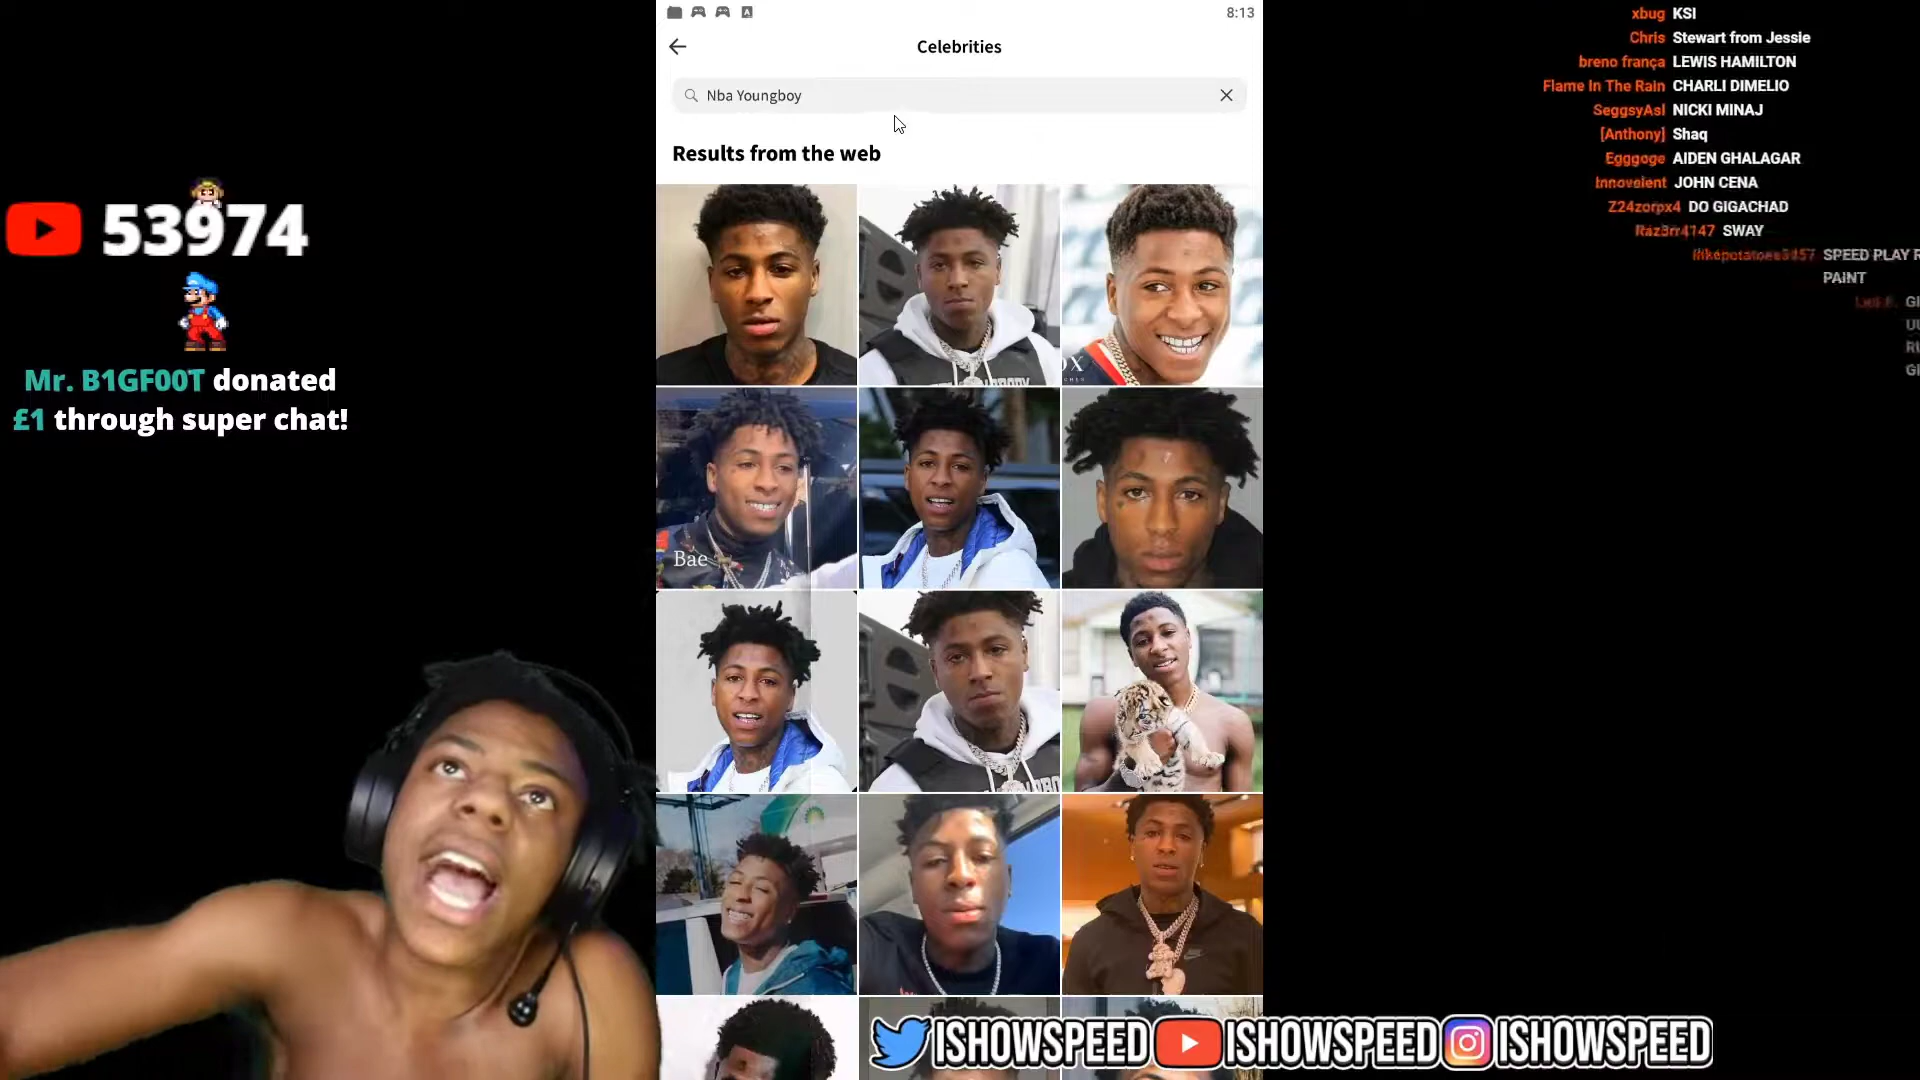 8:13
Celebrities
Nba Youngboy
Results from the web
Bae
53974
Mr. B1GF00T donated
£1 through super chat!
xbug KSI
Chris Stewart from Jessie
breno frança LEWIS HAMILTON
Flame In The Rain CHARLI DIMELIO
SeggsyAsl NICKI MINAJ
[Anthony] Shaq
Egggoge AIDEN GHALAGAR
Innovelent JOHN CENA
Z24zorpx4 DO GIGACHAD
Raz3rr4147 SWAY
SPEED PLAY
PAINT
ISHOWSPEED ISHOWSPEED ISHOWSPEED